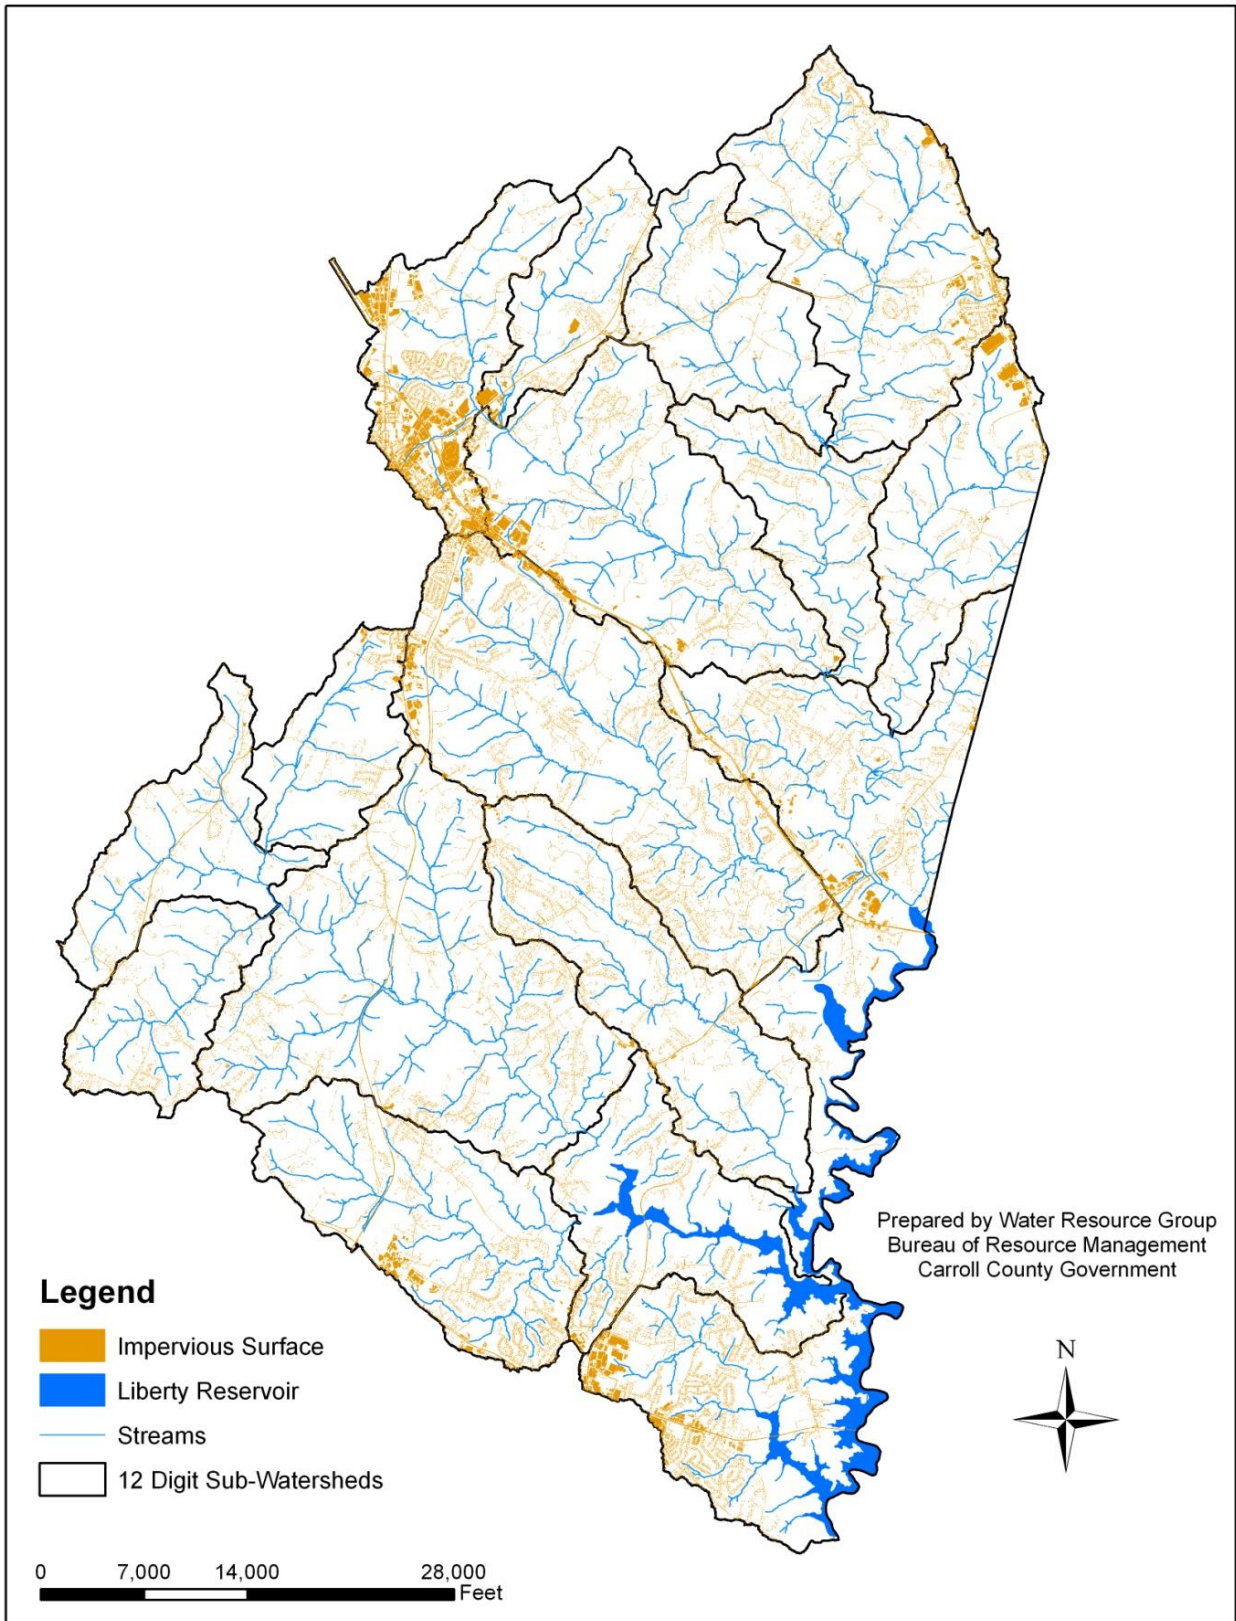 Prepared by Water Resource Group
Bureau of Resource Management
Carroll County Government
Legend
Impervious Surface
Liberty Reservoir
Streams
12 Digit Sub-Watersheds
N
0 7,000 14,000 28,000
Feet